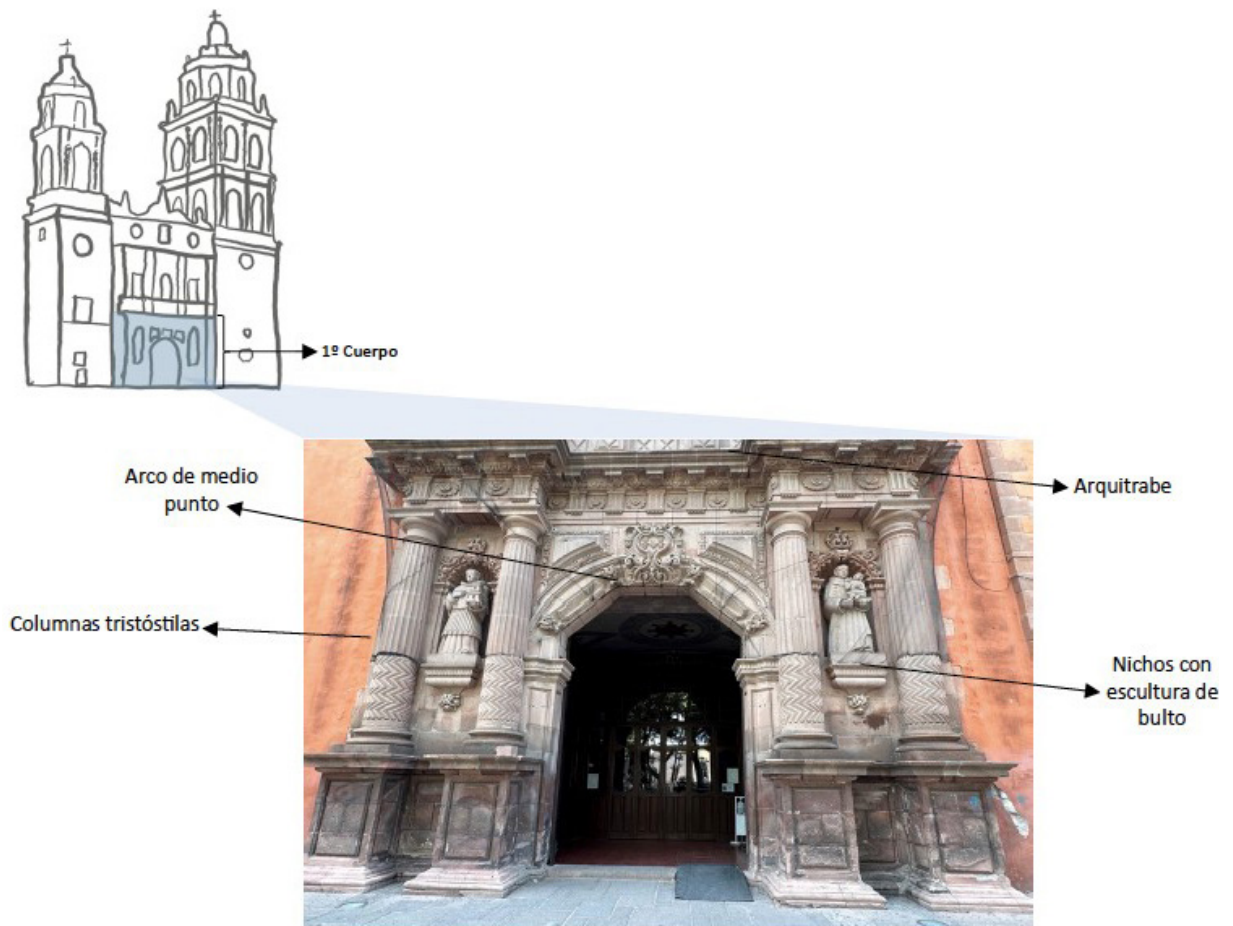 1º Cuerpo
Arco de medio
punto
Arquitrabe
Columnas tristóstilas
Nichos con
escultura de
bulto